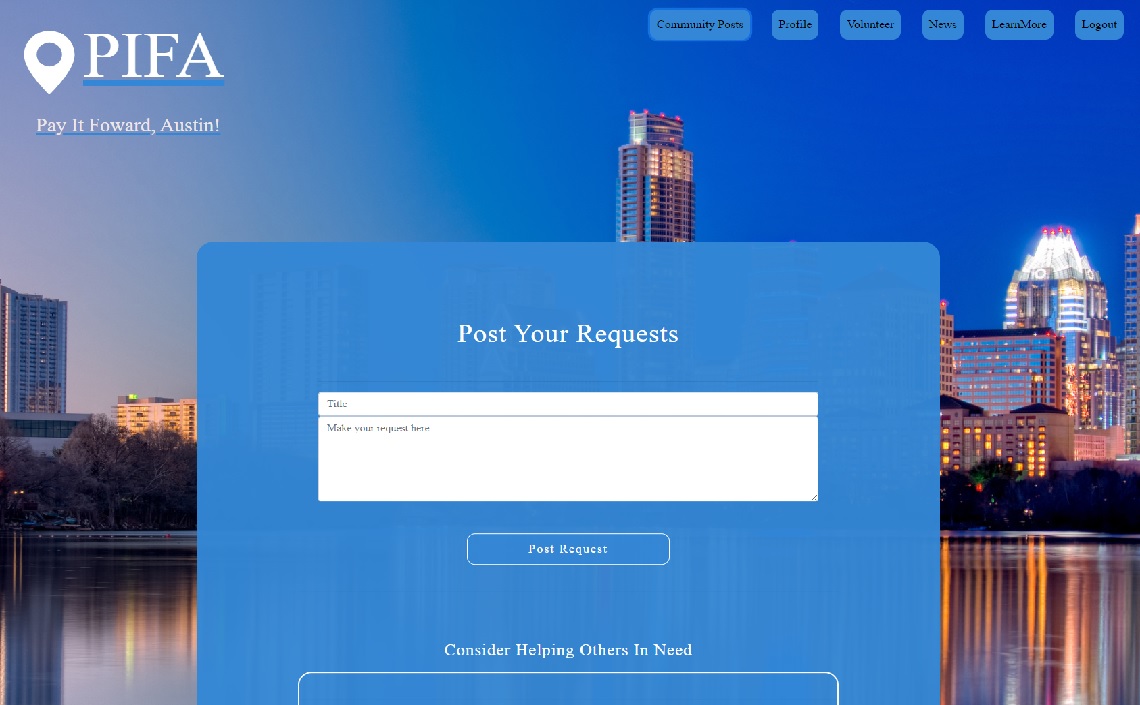 Community Posts
Profile
Volunteer
News
LearnMore
Logout
PIFA
Pay It Foward, Austin!
Post Your Requests
Title
Make your request here
Post Request
Consider Helping Others In Need